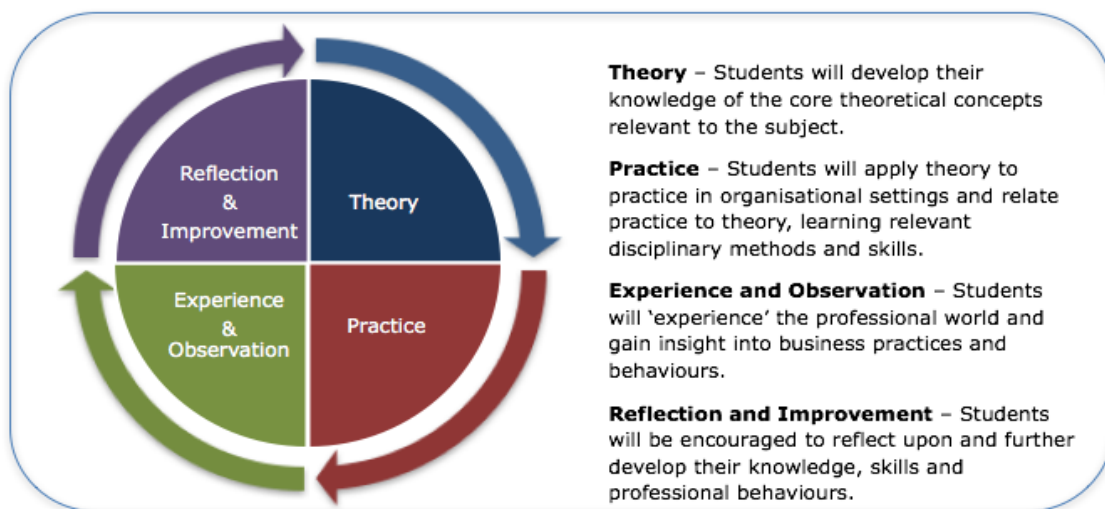 Reflection
&
Improvement
Theory
Experience
&
Observation
Practice
Theory – Students will develop their
knowledge of the core theoretical concepts
relevant to the subject.
Practice – Students will apply theory to
practice in organisational settings and relate
practice to theory, learning relevant
disciplinary methods and skills.
Experience and Observation – Students
will ‘experience’ the professional world and
gain insight into business practices and
behaviours.
Reflection and Improvement – Students
will be encouraged to reflect upon and further
develop their knowledge, skills and
professional behaviours.